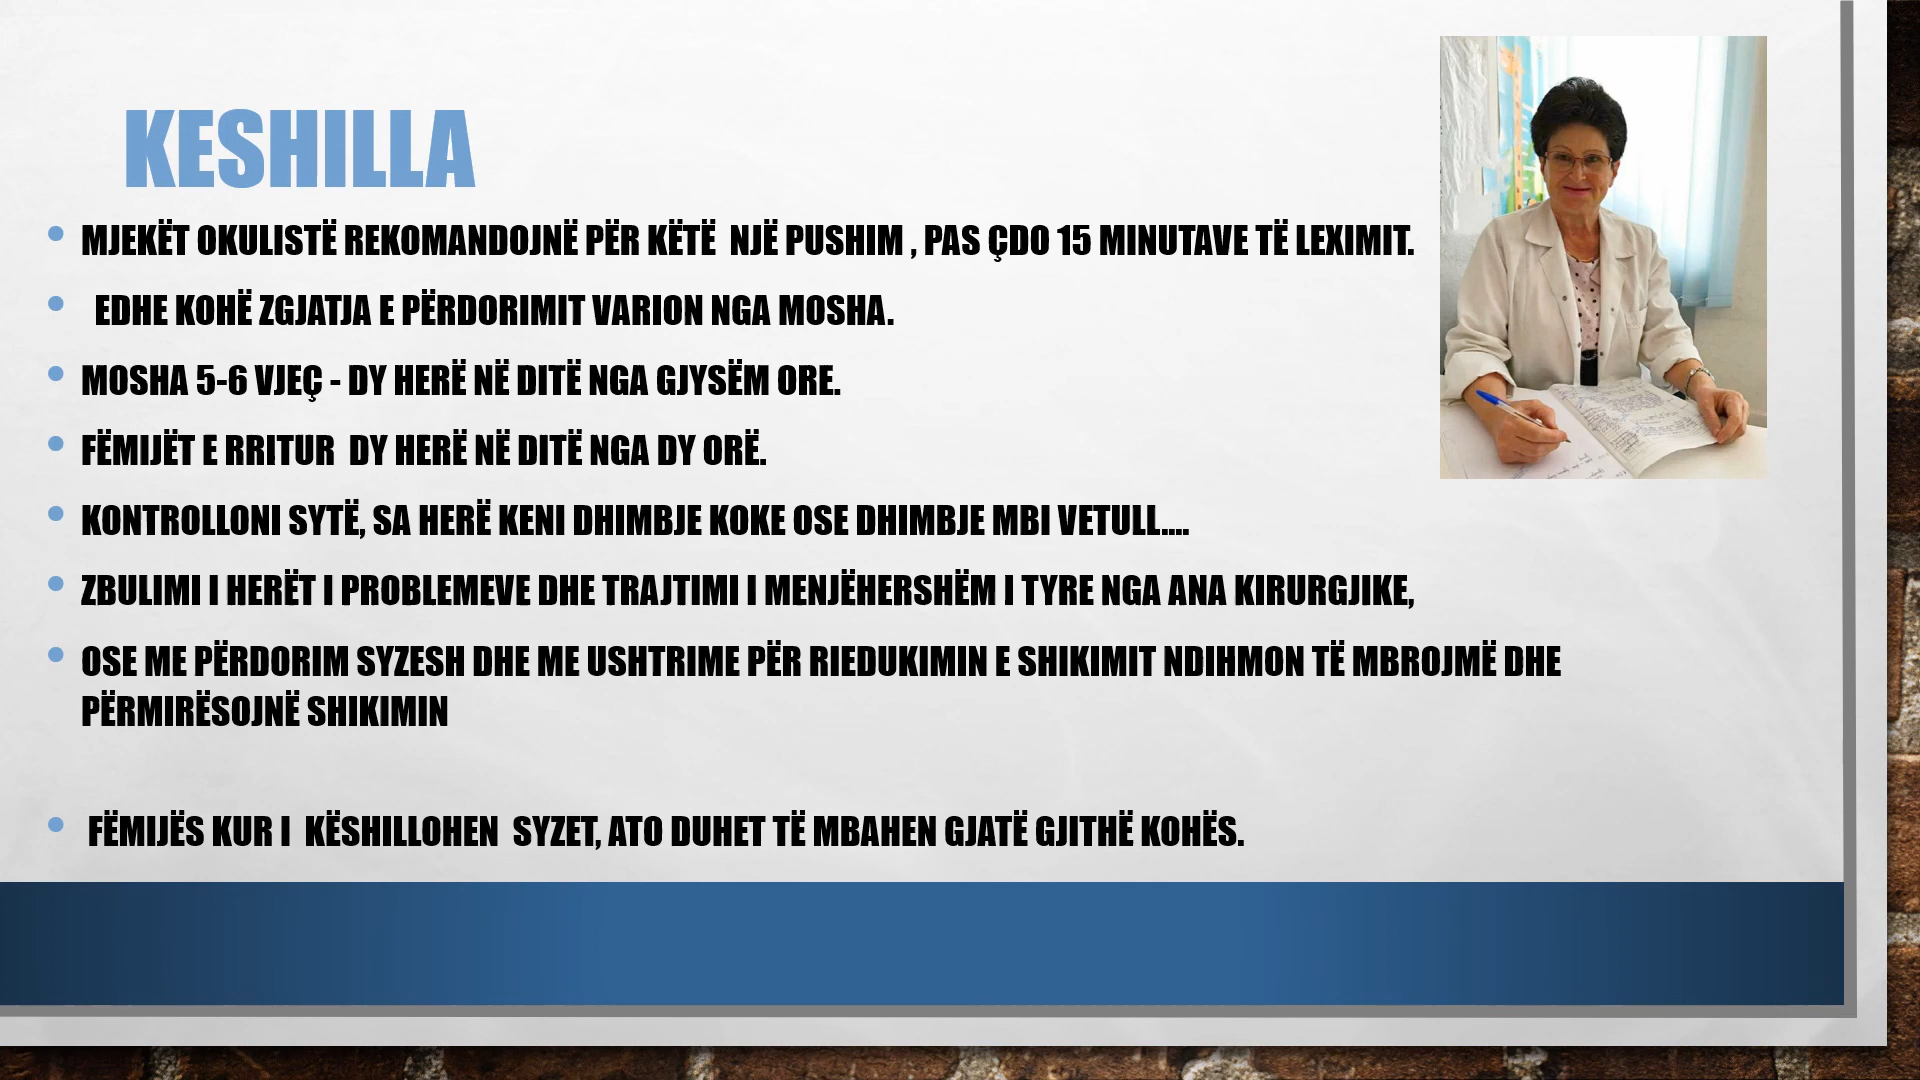 KESHILLA
• MJEKËT OKULISTË REKOMANDOJNË PËR KËTË NJË PUSHIM , PAS ÇDO 15 MINUTAVE TË LEXIMIT.
• EDHE KOHË ZGJATJA E PËRDORIMIT VARION NGA MOSHA.
• MOSHA 5-6 VJEÇ - DY HERË NË DITË NGA GJYSËM ORE.
• FËMIJËT E RRITUR DY HERË NË DITË NGA DY ORË.
• KONTROLLONI SYTË, SA HERË KENI DHIMBJE KOKE OSE DHIMBJE MBI VETULL....
• ZBULIMI I HERËT I PROBLEMEVE DHE TRAJTIMI I MENJËHERSHËM I TYRE NGA ANA KIRURGJIKE,
• OSE ME PËRDORIM SYZESH DHE ME USHTRIME PËR RIEDUKIMIN E SHIKIMIT NDIHMON TË MBROJMË DHE
PËRMIRËSOJNË SHIKIMIN
• FËMIJËS KUR I KËSHILLOHEN SYZET, ATO DUHET TË MBAHEN GJATË GJITHË KOHËS.